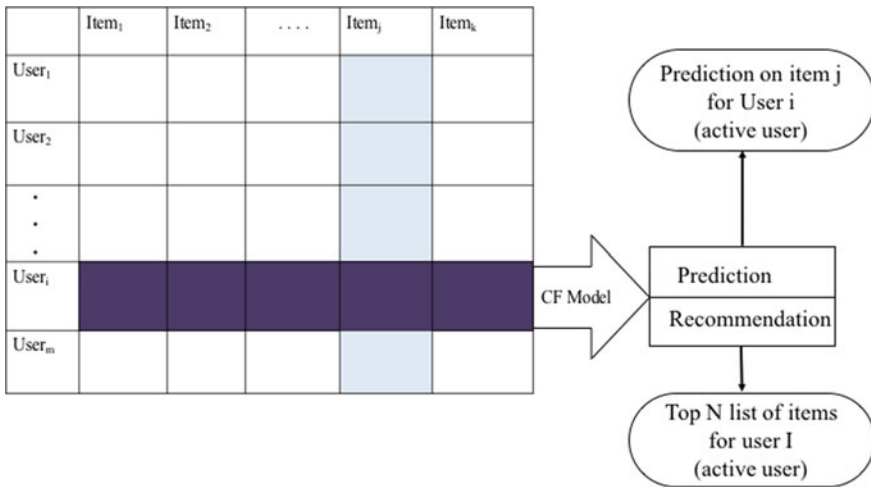 Item₁ Item₂ . . . . Itemⱼ Itemₖ
User₁
User₂
.
.
.
Userᵢ
Userₘ
CF Model
Prediction on item j
for User i
(active user)
Prediction
Recommendation
Top N list of items
for user I
(active user)